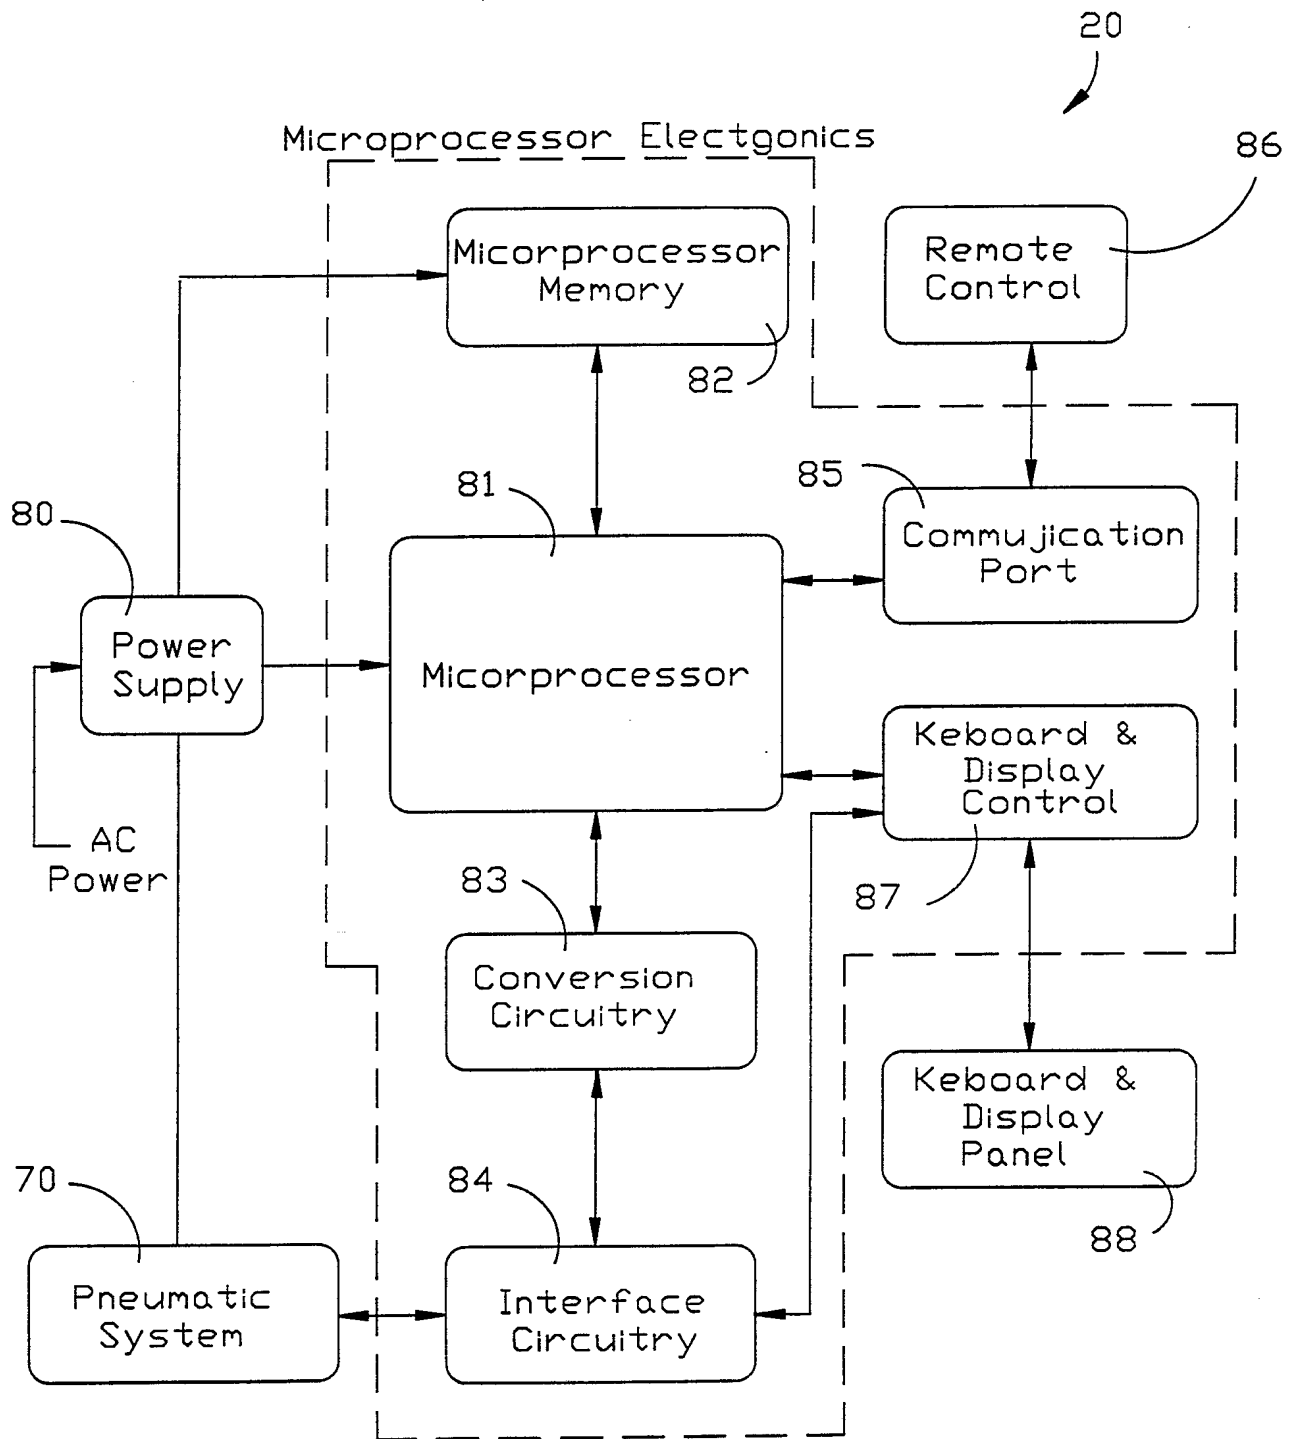 20
Microprocessor Electgonics
86
Micorprocessor
Memory
82
Remote
Control
81
85
80
Commujication
Port
Power
Supply
Micorprocessor
Keboard &
Display
Control
AC
Power
83
87
Conversion
Circuitry
Keboard &
Display
Panel
70
84
88
Pneumatic
System
Interface
Circuitry